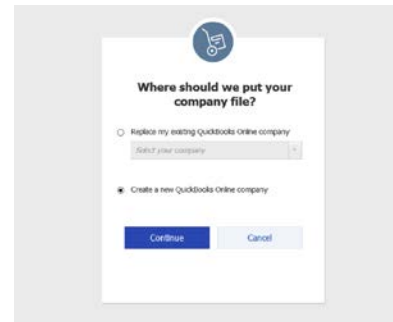 Where should we put your
company file?
Replace my existing QuickBooks Online company
Select your company
Create a new QuickBooks Online company
Continue
Cancel